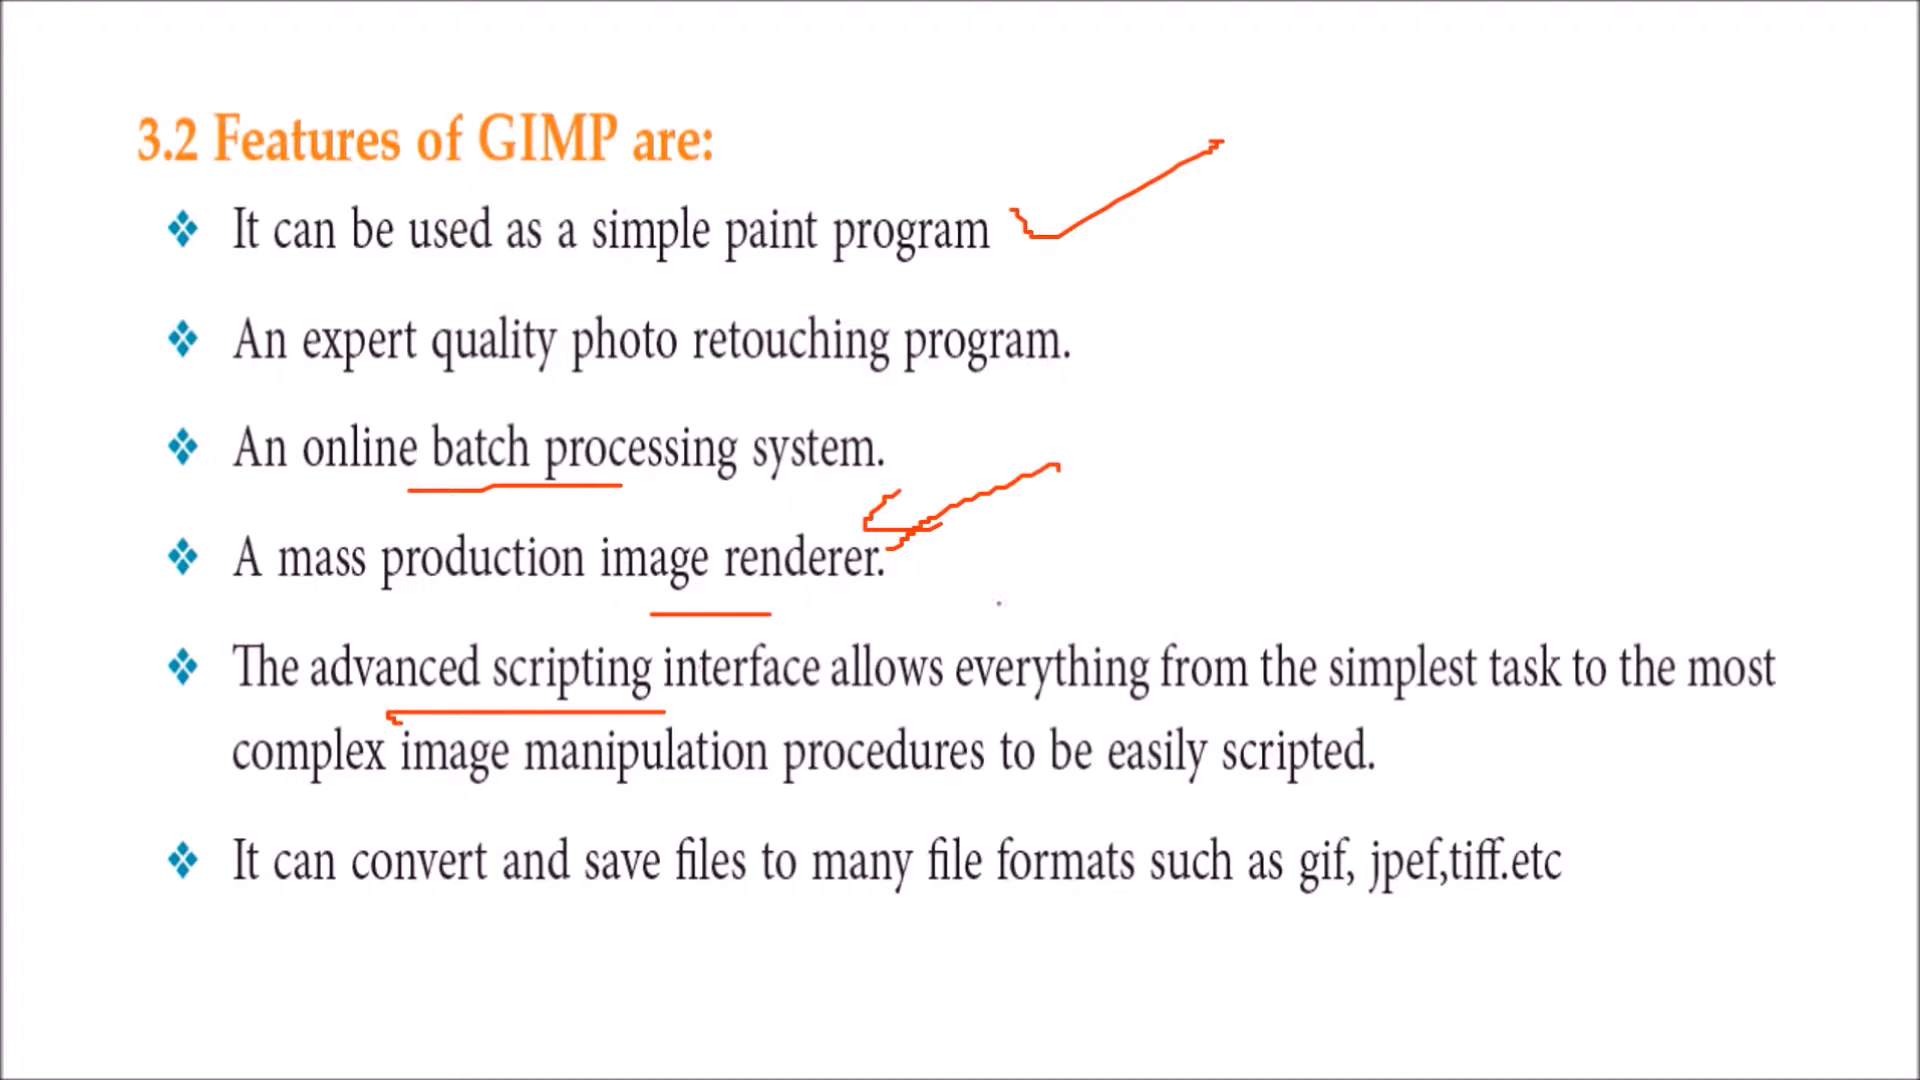 3.2 Features of GIMP are:
❖ It can be used as a simple paint program
❖ An expert quality photo retouching program.
❖ An online batch processing system.
❖ A mass production image renderer.
❖ The advanced scripting interface allows everything from the simplest task to the most
complex image manipulation procedures to be easily scripted.
❖ It can convert and save files to many file formats such as gif, jpef,tiff.etc